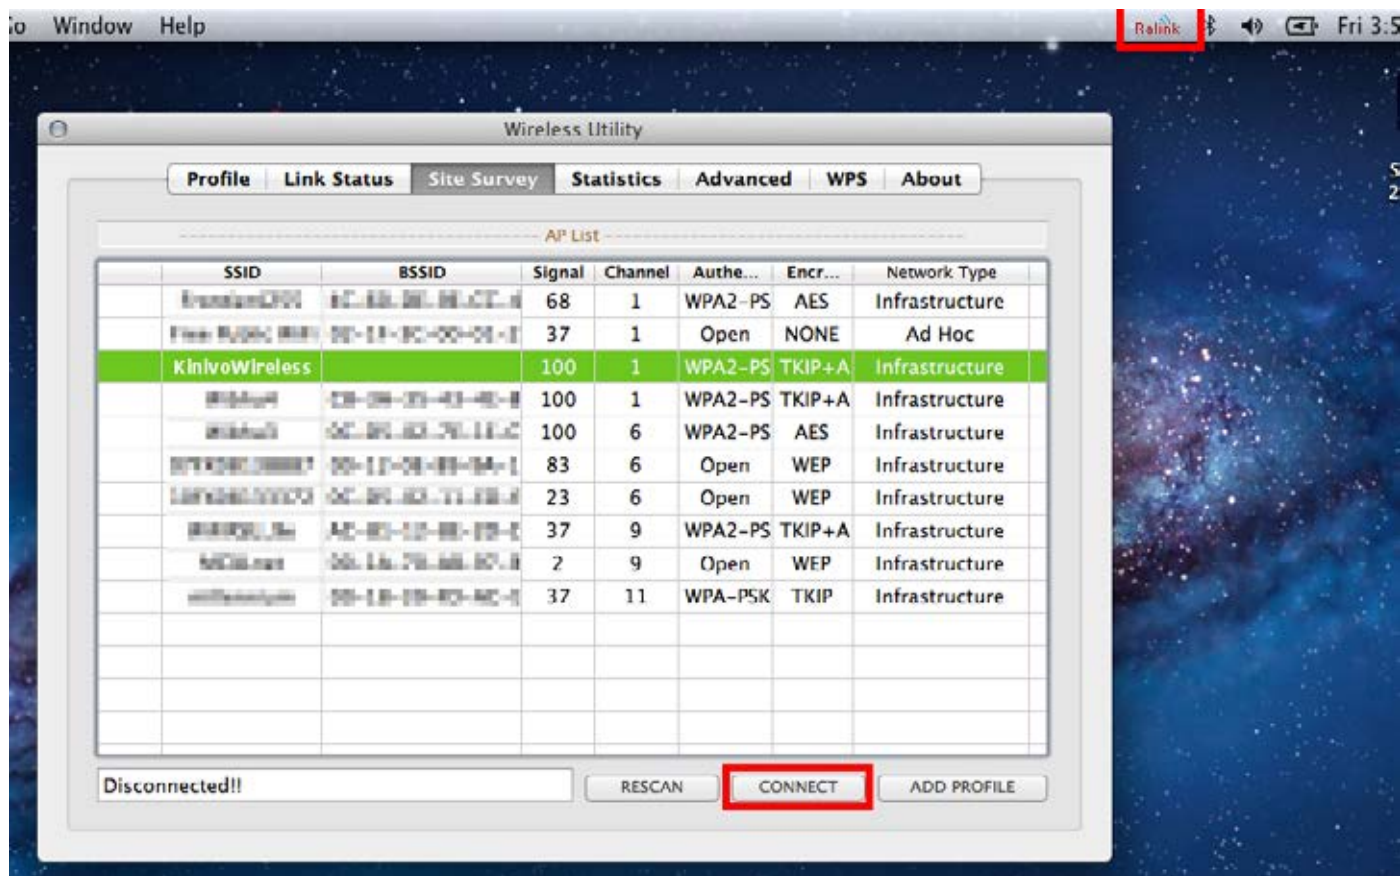 Window Help Ralink Fri 3:5
Wireless Utility
Profile Link Status Site Survey Statistics Advanced WPS About
AP List
SSID BSSID Signal Channel Authe... Encr... Network Type
68 1 WPA2-PS AES Infrastructure
37 1 Open NONE Ad Hoc
KinivoWireless 100 1 WPA2-PS TKIP+A Infrastructure
100 1 WPA2-PS TKIP+A Infrastructure
100 6 WPA2-PS AES Infrastructure
83 6 Open WEP Infrastructure
23 6 Open WEP Infrastructure
37 9 WPA2-PS TKIP+A Infrastructure
2 9 Open WEP Infrastructure
37 11 WPA-PSK TKIP Infrastructure
Disconnected!! RESCAN CONNECT ADD PROFILE